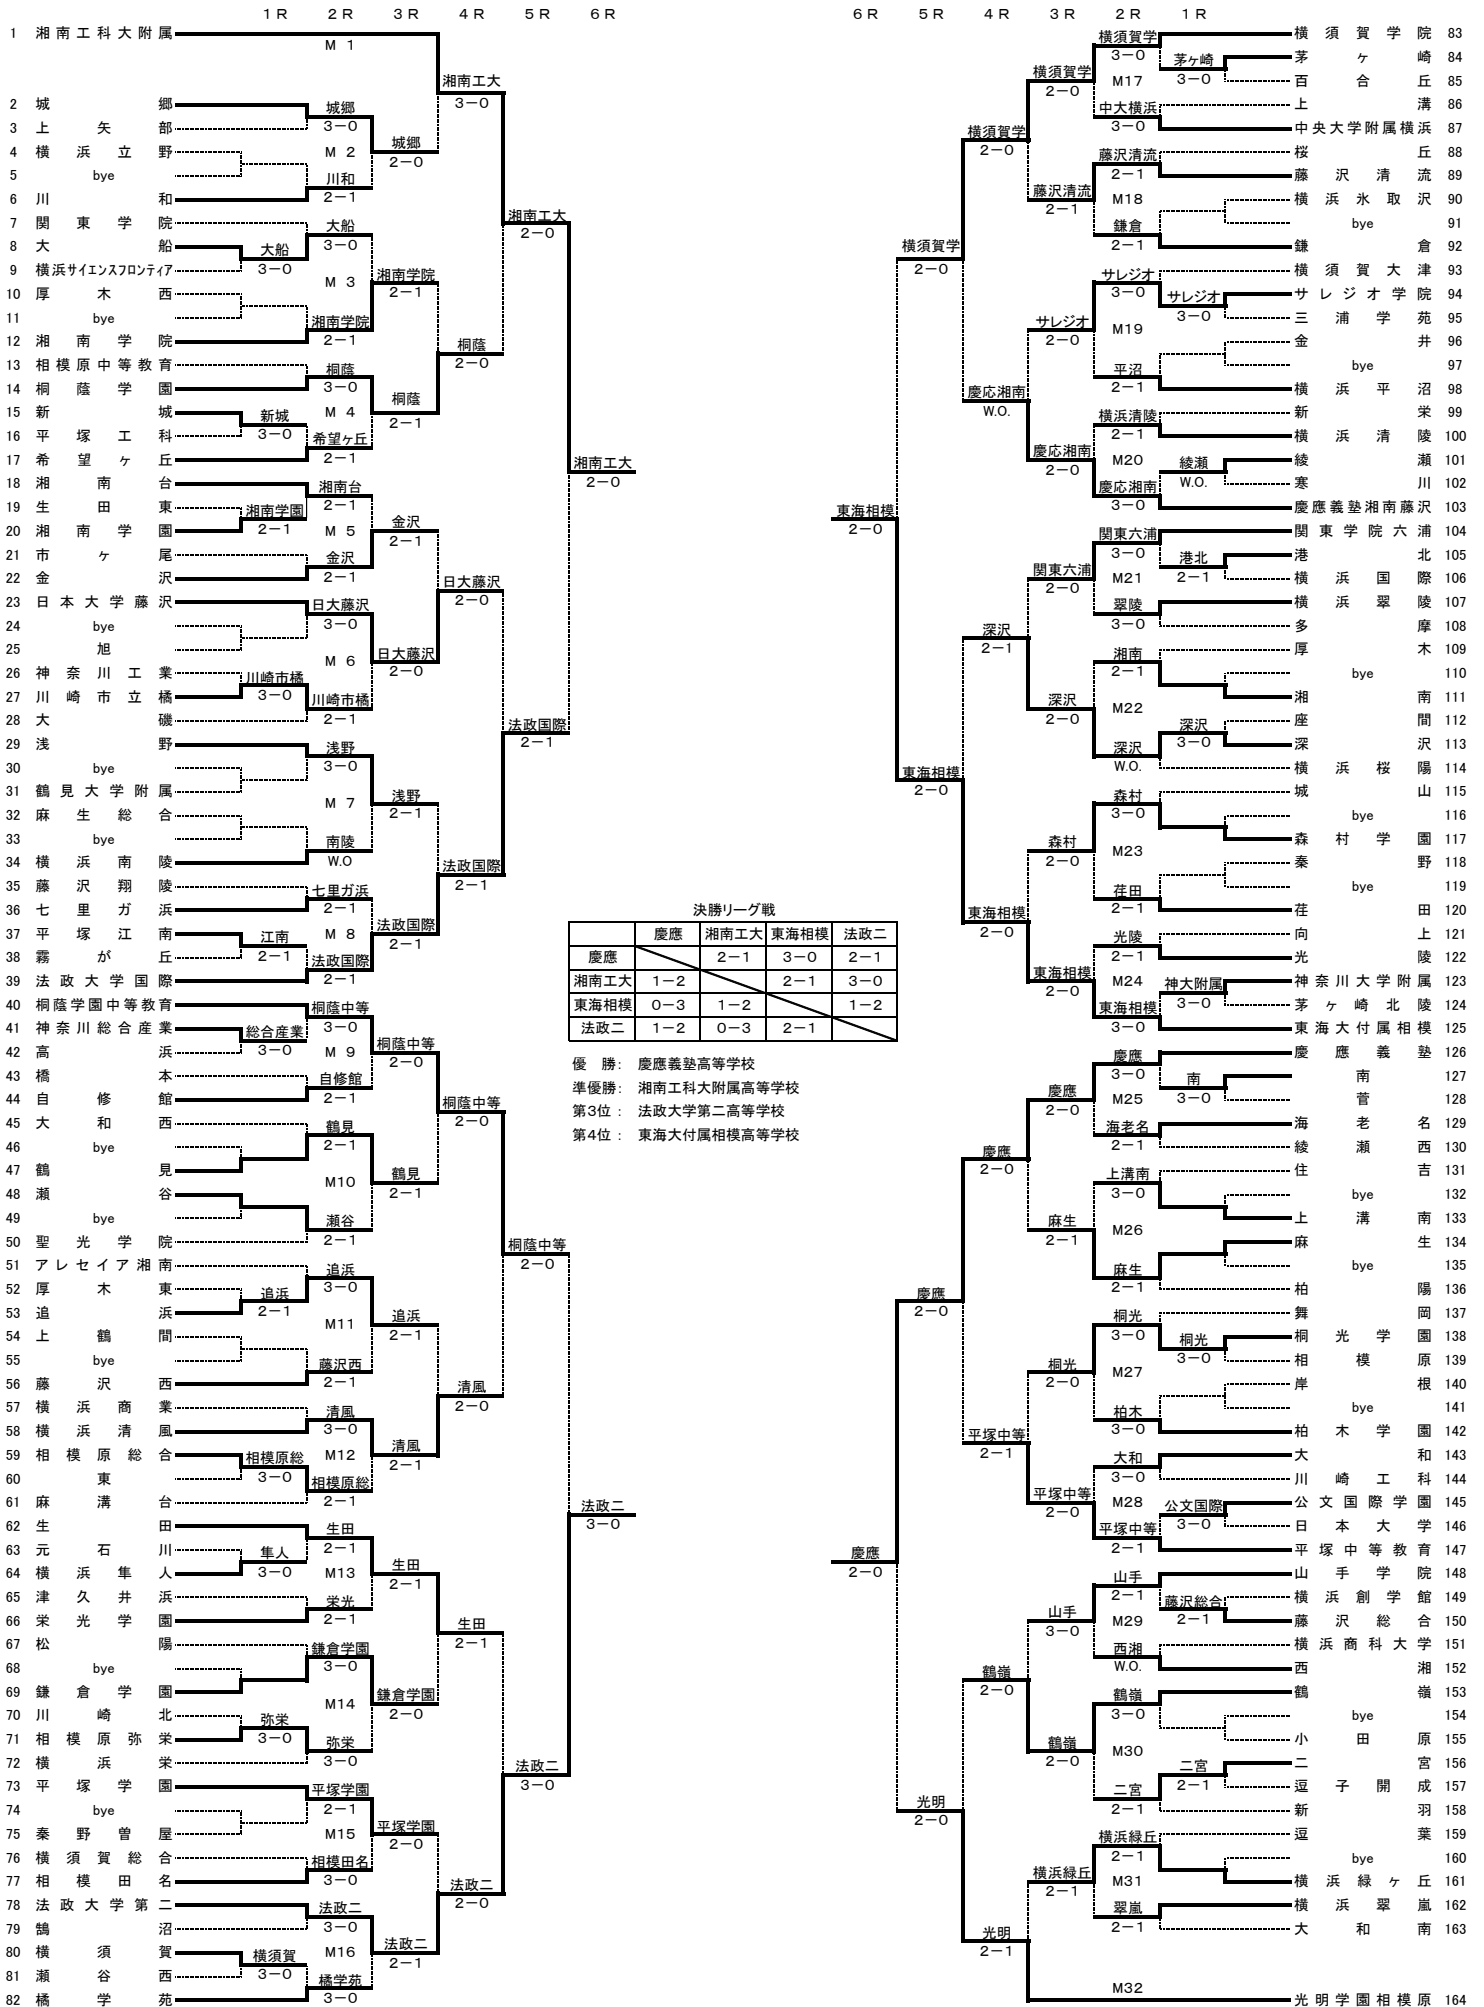 1R 2R 3R 4R 5R 6R 6R 5R 4R 3R 2R 1R
1 湘南工科大附属
M 1
湘南工大
3－0
2 城郷
城郷
3－0
3 上矢部
城郷
2－0
4 横浜立野
M 2
5 bye
川和
2－1
6 川和
湘南工大
2－0
7 関東学院
大船
3－0
8 大船
大船
3－0
9 横浜サイエンスフロンティア
M 3
湘南学院
2－1
10 厚木西
11 bye
湘南学院
2－1
12 湘南学院
桐蔭
2－0
13 相模原中等教育
桐蔭
3－0
14 桐蔭学園
桐蔭
2－1
15 新城
新城
3－0
M 4
16 平塚工科
希望ヶ丘
2－1
17 希望ヶ丘
湘南工大
2－0
18 湘南台
湘南台
2－1
19 生田東
湘南学園
2－1
20 湘南学園
M 5
金沢
2－1
21 市ヶ尾
金沢
2－1
22 金沢
日大藤沢
2－0
23 日本大学藤沢
日大藤沢
3－0
24 bye
25 旭
M 6
日大藤沢
2－0
26 神奈川工業
川崎市橘
3－0
27 川崎市立橘
川崎市橘
2－1
28 大磯
法政国際
2－1
29 浅野
浅野
3－0
30 bye
31 鶴見大学附属
M 7
浅野
2－1
32 麻生総合
33 bye
南陵
W.O
34 横浜南陵
法政国際
2－1
35 藤沢翔陵
七里ガ浜
2－1
36 七里ガ浜
37 平塚江南
江南
2－1
M 8
法政国際
2－1
38 霧が丘
法政国際
2－1
39 法政大学国際
40 桐蔭学園中等教育
桐蔭中等
3－0
41 神奈川総合産業
総合産業
3－0
42 高浜
M 9
桐蔭中等
2－0
43 橋本
自修館
2－1
44 自修館
桐蔭中等
2－0
45 大和西
鶴見
2－1
46 bye
47 鶴見
M10
鶴見
2－1
48 瀬谷
49 bye
瀬谷
2－1
50 聖光学院
桐蔭中等
2－0
51 アレセイア湘南
追浜
3－0
52 厚木東
追浜
2－1
53 追浜
M11
追浜
2－1
54 上鶴間
55 bye
藤沢西
2－1
56 藤沢西
清風
2－0
57 横浜商業
清風
3－0
58 横浜清風
59 相模原総合
相模原総
3－0
M12
清風
2－1
60 東
相模原総
2－1
61 麻溝台
法政二
3－0
62 生田
生田
2－1
63 元石川
隼人
3－0
64 横浜隼人
M13
生田
2－1
65 津久井浜
栄光
2－1
66 栄光学園
生田
2－1
67 松陽
鎌倉学園
3－0
68 bye
69 鎌倉学園
M14
鎌倉学園
2－0
70 川崎北
弥栄
3－0
71 相模原弥栄
弥栄
3－0
72 横浜栄
法政二
3－0
73 平塚学園
平塚学園
2－1
74 bye
75 秦野曽屋
M15
平塚学園
2－0
76 横須賀総合
相模田名
3－0
77 相模田名
法政二
2－0
78 法政大学第二
法政二
3－0
79 鵠沼
80 横須賀
横須賀
3－0
M16
法政二
2－1
81 瀬谷西
橘学苑
3－0
82 橘学苑
決勝リーグ戦
慶應 湘南工大 東海相模 法政二
慶應 2－1 3－0 2－1
湘南工大 1－2 2－1 3－0
東海相模 0－3 1－2 1－2
法政二 1－2 0－3 2－1
優 勝： 慶應義塾高等学校
準優勝： 湘南工科大附属高等学校
第3位： 法政大学第二高等学校
第4位： 東海大付属相模高等学校
横須賀学院 83
横須賀学
3－0
茅ヶ崎 84
茅ヶ崎
3－0
百合丘 85
M17
横須賀学
2－0
上溝 86
中大横浜
3－0
中央大学附属横浜 87
横須賀学
2－0
桜丘 88
藤沢清流
2－1
藤沢清流 89
横浜氷取沢 90
M18
藤沢清流
2－1
bye 91
鎌倉
2－1
鎌倉 92
横須賀学
2－0
横須賀大津 93
サレジオ
3－0
サレジオ学院 94
サレジオ
3－0
三浦学苑 95
M19
サレジオ
2－0
金井 96
bye 97
平沼
2－1
横浜平沼 98
慶応湘南
W.O.
新栄 99
横浜清陵
2－1
横浜清陵 100
綾瀬 101
綾瀬
W.O.
M20
慶応湘南
2－0
寒川 102
慶応湘南
3－0
慶應義塾湘南藤沢 103
東海相模
2－0
関東学院六浦 104
関東六浦
3－0
港北 105
港北
2－1
横浜国際 106
M21
関東六浦
2－0
横浜翠陵 107
翠陵
3－0
多摩 108
深沢
2－1
厚木 109
湘南
2－1
bye 110
湘南 111
M22
深沢
2－0
座間 112
深沢
3－0
深沢 113
深沢
W.O.
横浜桜陽 114
東海相模
2－0
城山 115
森村
3－0
bye 116
森村学園 117
M23
森村
2－0
秦野 118
bye 119
荏田
2－1
荏田 120
東海相模
2－0
向上 121
光陵
2－1
光陵 122
神奈川大学附属 123
神大附属
3－0
M24
東海相模
2－0
茅ヶ崎北陵 124
東海相模
3－0
東海大付属相模 125
慶應義塾 126
慶應
3－0
南 127
南
3－0
菅 128
M25
慶應
2－0
海老名 129
海老名
2－1
綾瀬西 130
慶應
2－0
住吉 131
上溝南
3－0
bye 132
上溝南 133
M26
麻生
2－1
麻生 134
bye 135
麻生
2－1
柏陽 136
慶應
2－0
舞岡 137
桐光
3－0
桐光学園 138
桐光
3－0
相模原 139
M27
桐光
2－0
岸根 140
bye 141
柏木
3－0
柏木学園 142
平塚中等
2－1
大和 143
大和
3－0
川崎工科 144
公文国際学園 145
公文国際
3－0
M28
平塚中等
2－0
日本大学 146
平塚中等
2－1
平塚中等教育 147
慶應
2－0
山手学院 148
山手
2－1
横浜創学館 149
藤沢総合
2－1
藤沢総合 150
M29
山手
3－0
横浜商科大学 151
西湘
W.O.
西湘 152
鶴嶺
2－0
鶴嶺 153
鶴嶺
3－0
bye 154
小田原 155
M30
鶴嶺
2－0
二宮 156
二宮
2－1
逗子開成 157
二宮
2－1
新羽 158
光明
2－0
逗葉 159
横浜緑丘
2－1
bye 160
横浜緑ヶ丘 161
M31
横浜緑丘
2－1
横浜翠嵐 162
翠嵐
2－1
大和南 163
光明
2－1
M32
光明学園相模原 164